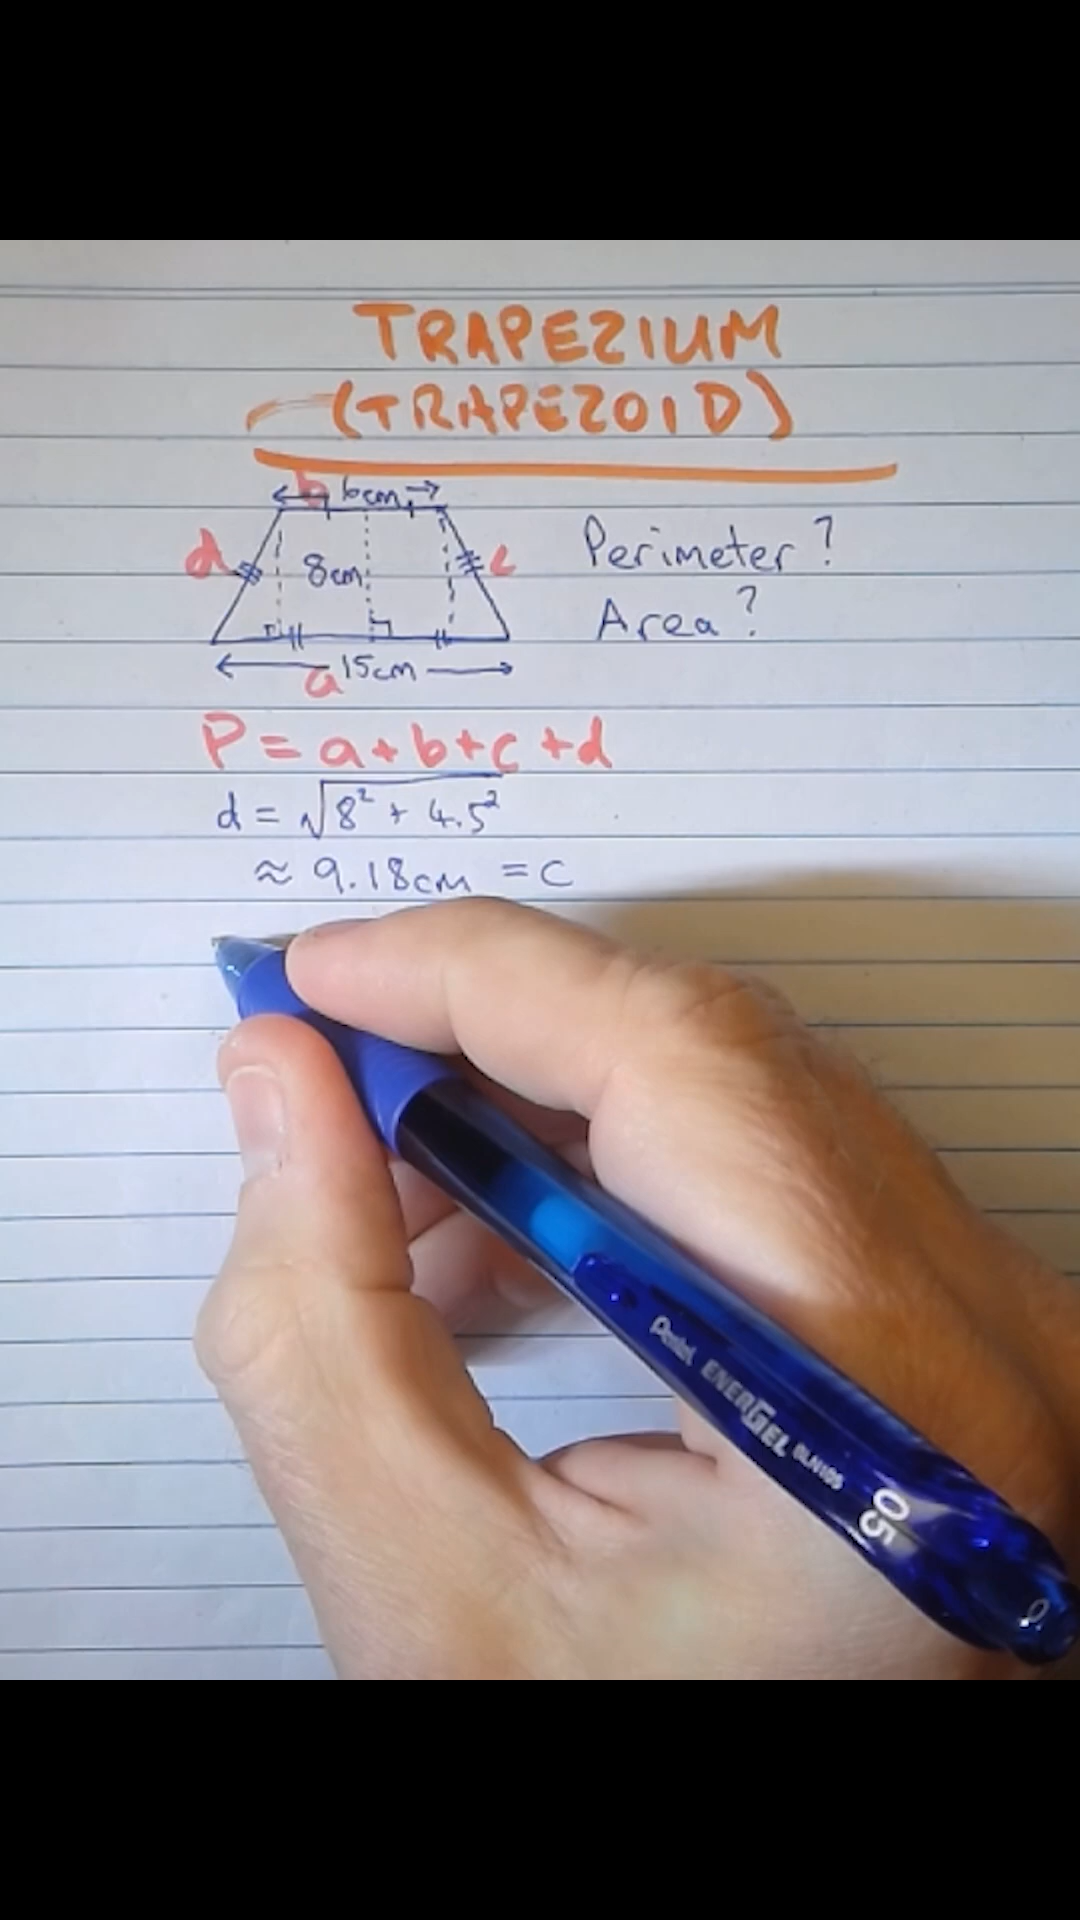 TRAPEZIUM
(TRAPEZOID)
b 6cm
d 8cm c
a 15cm
Perimeter?
Area?
P = a + b + c + d
d = √8² + 4.5²
≈ 9.18cm = c
Pentel ENERGEL BLN105 05